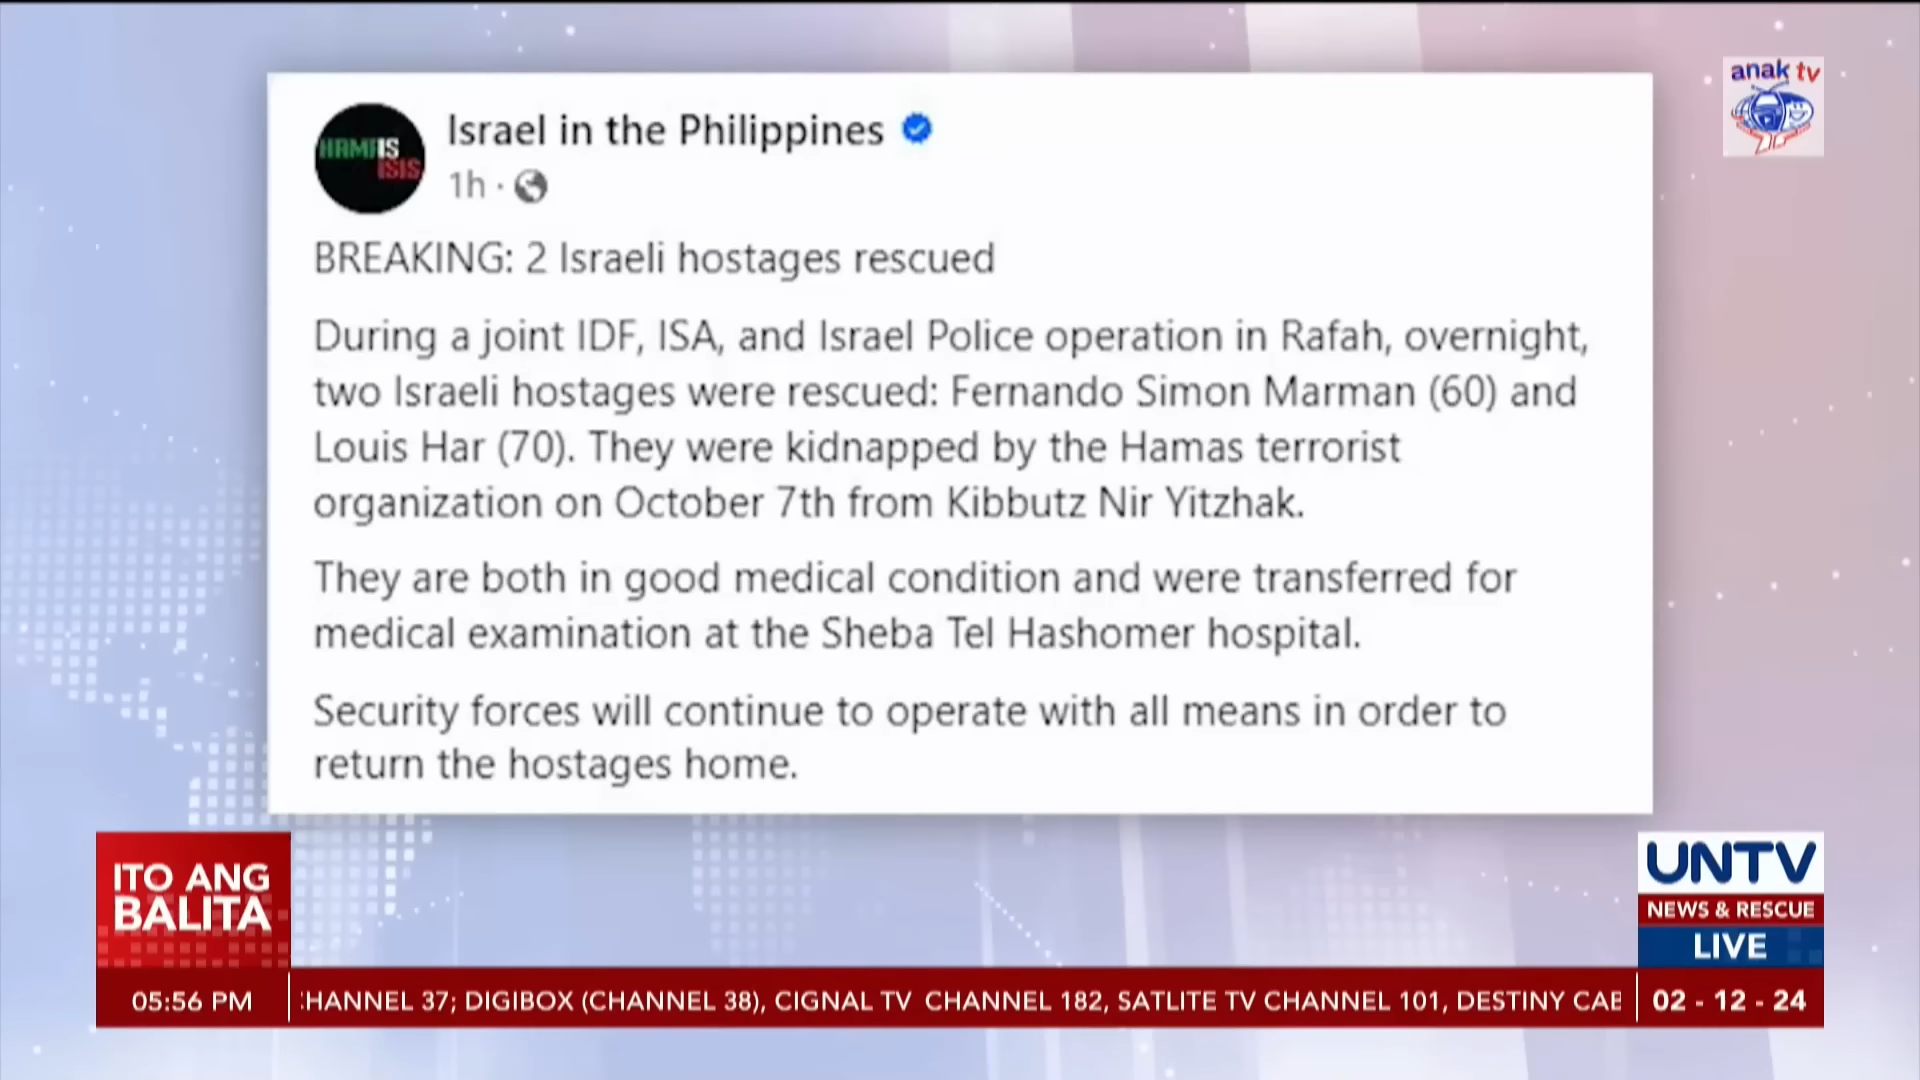 anak tv
HAMAS
ISIS
Israel in the Philippines
1h ·
BREAKING: 2 Israeli hostages rescued
During a joint IDF, ISA, and Israel Police operation in Rafah, overnight,
two Israeli hostages were rescued: Fernando Simon Marman (60) and
Louis Har (70). They were kidnapped by the Hamas terrorist
organization on October 7th from Kibbutz Nir Yitzhak.
They are both in good medical condition and were transferred for
medical examination at the Sheba Tel Hashomer hospital.
Security forces will continue to operate with all means in order to
return the hostages home.
ITO ANG
BALITA
UNTV
NEWS & RESCUE
LIVE
05:56 PM
HANNEL 37; DIGIBOX (CHANNEL 38), CIGNAL TV CHANNEL 182, SATLITE TV CHANNEL 101, DESTINY CAB
02 - 12 - 24